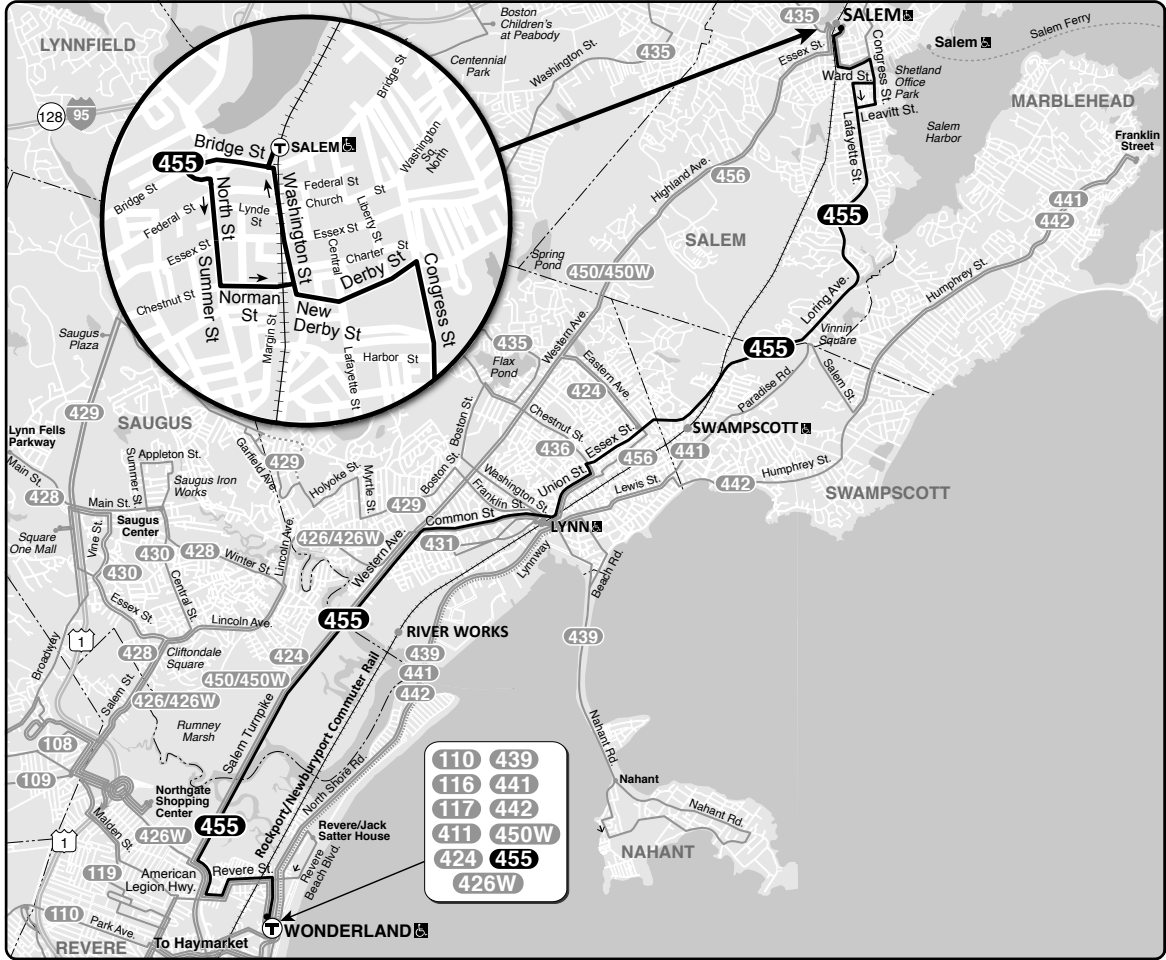 LYNNFIELD
128
95
Boston
Children's
at Peabody
Centennial
Park
Washington St.
435
435
SALEM
Essex St.
Salem
Salem Ferry
Congress St.
Ward St.
Shetland
Office
Park
Leavitt St.
Lafayette St.
Salem
Harbor
MARBLEHEAD
Franklin
Street
441
442
Highland Ave.
456
455
SALEM
Spring
Pond
450/450W
Humphrey St.
Loring Ave.
Vinnin
Square
455
Paradise Rd.
Salem St.
Bridge St
Bridge St
T
SALEM
455
Washington
Sq.
North
Bridge St
North St
Federal St
Lynde
St
Washington St
Federal St
Church
St
Liberty St
Essex St
Central
Charter
St
Essex St
Summer St
Derby St
Chestnut St
Norman
St
New
Derby St
Congress St
Margin St
Lafayette St
Harbor St
Saugus
Plaza
429
SAUGUS
Lynn Fells
Parkway
Main St.
428
Appleton St.
Summer St
Saugus Iron
Works
Main St.
Saugus
Center
Square
One Mall
Vine St.
430
430
428
Winter St.
Central St.
Essex St.
Lincoln Ave.
Lincoln Ave.
Garfield Ave.
429
Holyoke St.
Myrtle St.
429
426/426W
Boston St.
Boston St.
435
Flax
Pond
Western Ave.
Eastern Ave.
424
Chestnut St.
436
Essex St.
Union St.
Washington St.
Franklin St.
Common St.
431
LYNN
456
441
SWAMPSCOTT
Lewis St.
442
Humphrey St.
SWAMPSCOTT
Western Ave.
Lynnway
Beach Rd.
455
RIVER WORKS
439
441
442
439
1
Broadway
428
Cliftondale
Square
424
450/450W
Salem St.
426/426W
Rumney
Marsh
Salem Turnpike
Rockport/Newburyport Commuter Rail
North Shore Rd.
108
109
1
Northgate
Shopping
Center
Malden St.
426W
455
Revere/Jack
Satter House
Revere St.
Revere
Beach Blvd.
119
American
Legion Hwy.
110
Park Ave.
REVERE
To Haymarket
T
WONDERLAND
110 439
116 441
117 442
411 450W
424 455
426W
Nahant Rd.
Nahant
Nahant Rd.
NAHANT